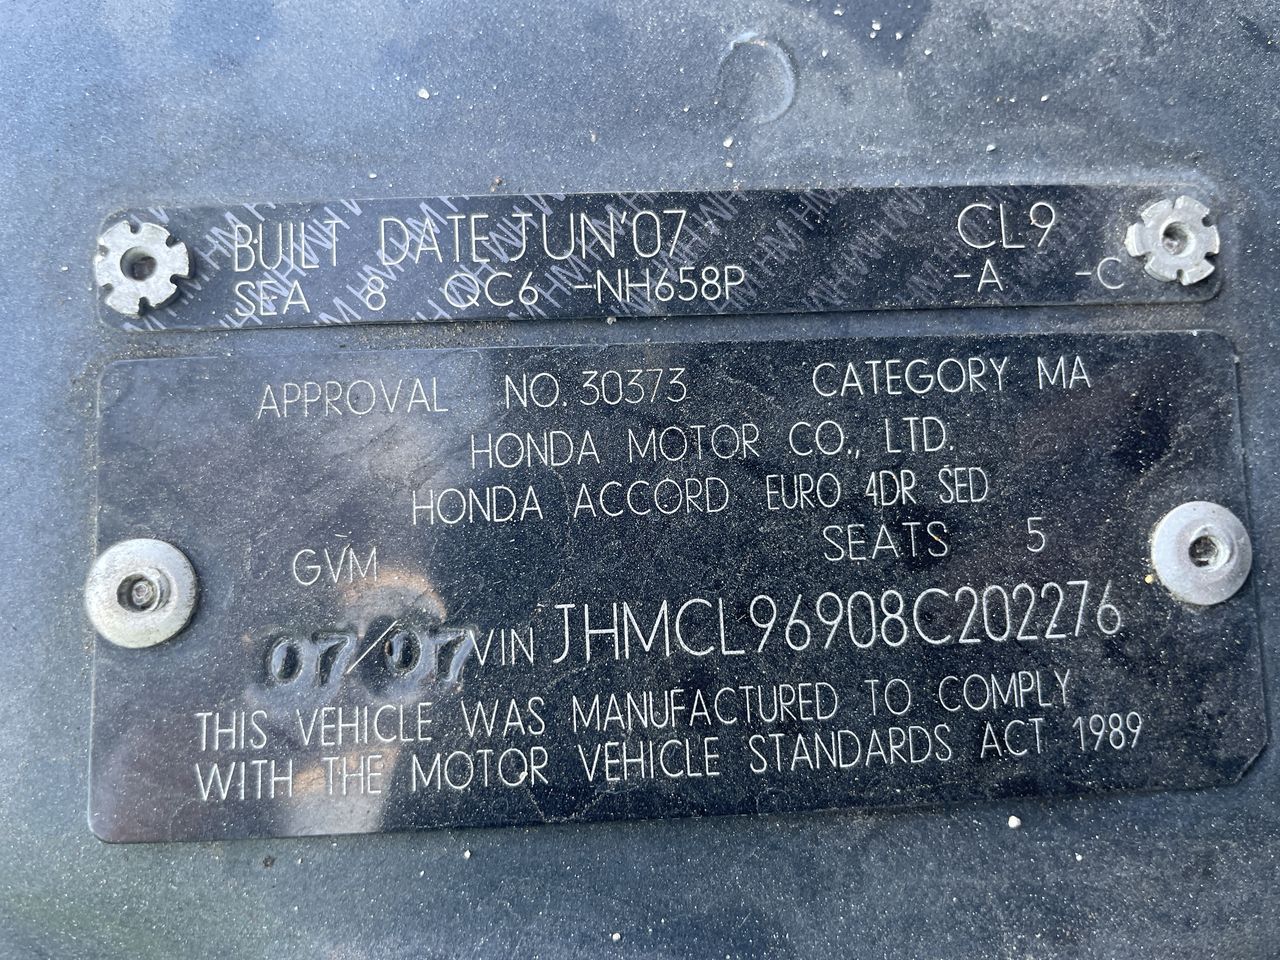 BUILT DATE JUN'07 CL9
SEA 8 QC6 -NH658P -A -C
APPROVAL NO. 30373 CATEGORY MA
HONDA MOTOR CO., LTD.
HONDA ACCORD EURO 4DR SED
SEATS 5
GVM
07/07 VIN JHMCL96908C202276
THIS VEHICLE WAS MANUFACTURED TO COMPLY
WITH THE MOTOR VEHICLE STANDARDS ACT 1989